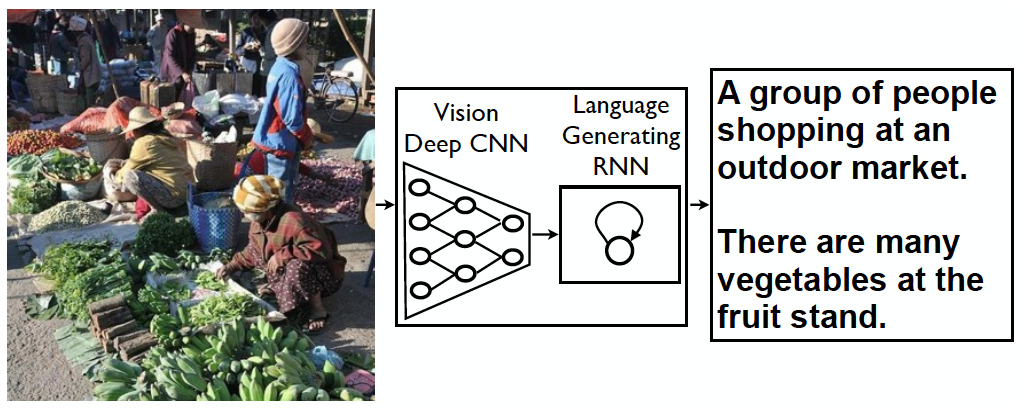 Vision
Deep CNN
Language
Generating
RNN
A group of people
shopping at an
outdoor market.
There are many
vegetables at the
fruit stand.